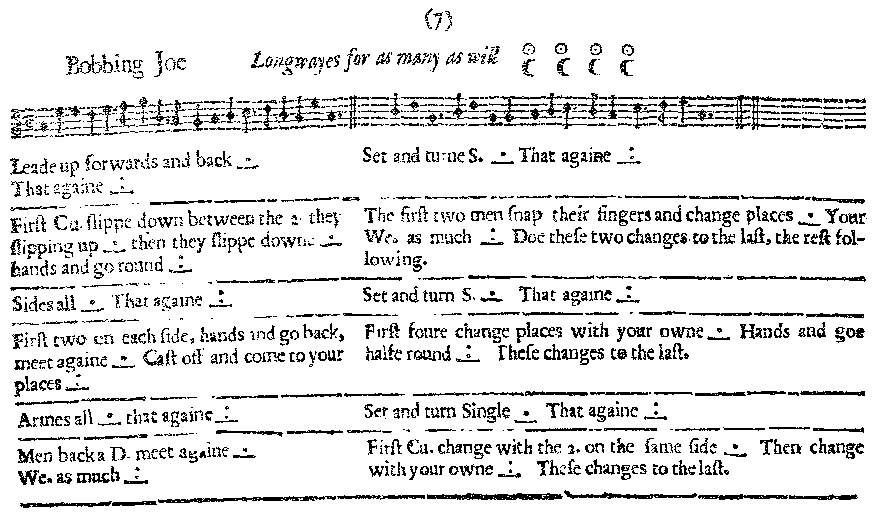 (7)
Bobbing Joe Longwayes for as many as will
Leade up forwards and back
That againe
Set and turne S. That againe
Firſt Cu. ſlippe down between the 2. they
ſlipping up then they ſlippe downe
hands and go round
The firſt two men ſnap their fingers and change places Your
We. as much Doe theſe two changes to the laſt, the reſt fol-
lowing.
Sides all That againe
Set and turn S. That againe
Firſt two on each ſide, hands and go back,
meet againe Caſt off and come to your
places
Firſt foure change places with your owne Hands and goe
halfe round Theſe changes to the laſt.
Armes all that againe
Set and turn Single That againe
Men back a D. meet againe
We. as much
Firſt Cu. change with the 2. on the ſame ſide Then change
with your owne Theſe changes to the laſt.